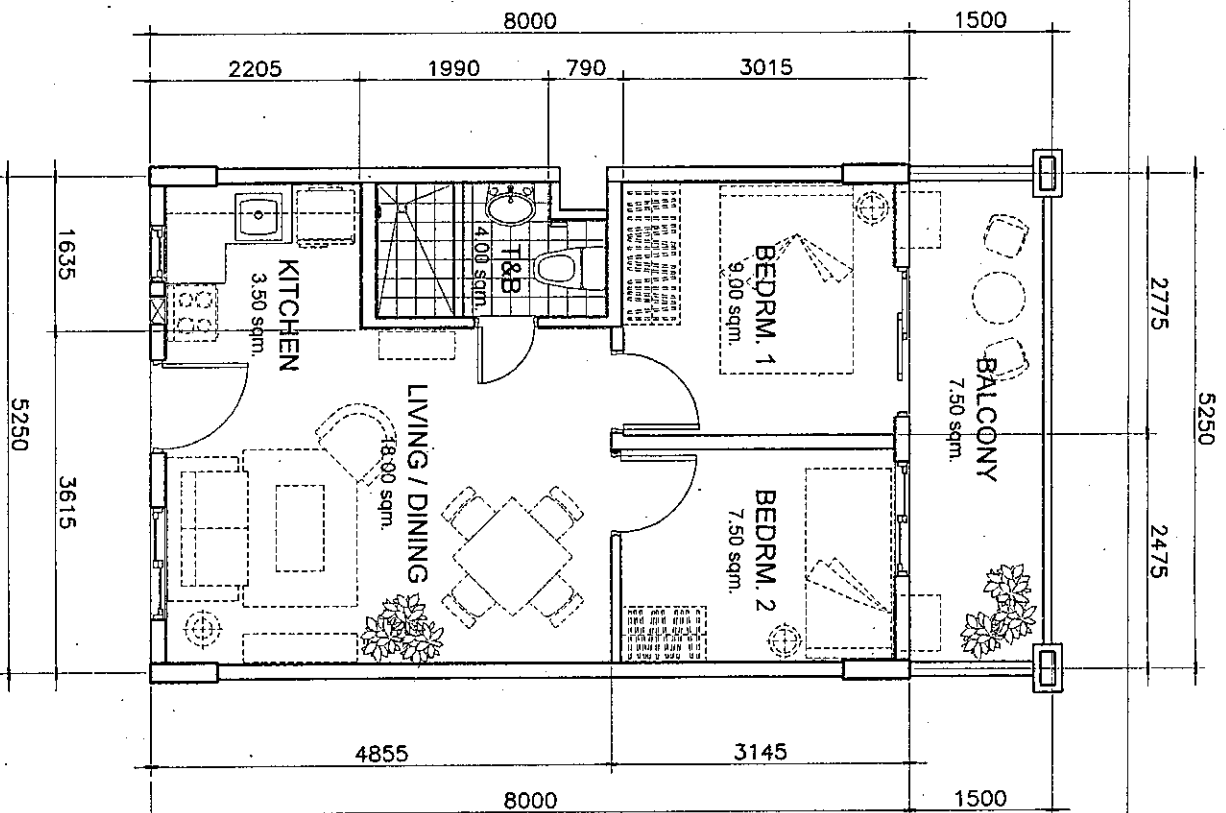 8000
1500
2205
1990
790
3015
1635
5250
3615
2775
5250
2475
KITCHEN
3.50 sqm.
T&B
4.00 sqm.
BEDRM. 1
9.00 sqm.
BALCONY
7.50 sqm.
LIVING / DINING
18.00 sqm.
BEDRM. 2
7.50 sqm.
4855
3145
8000
1500